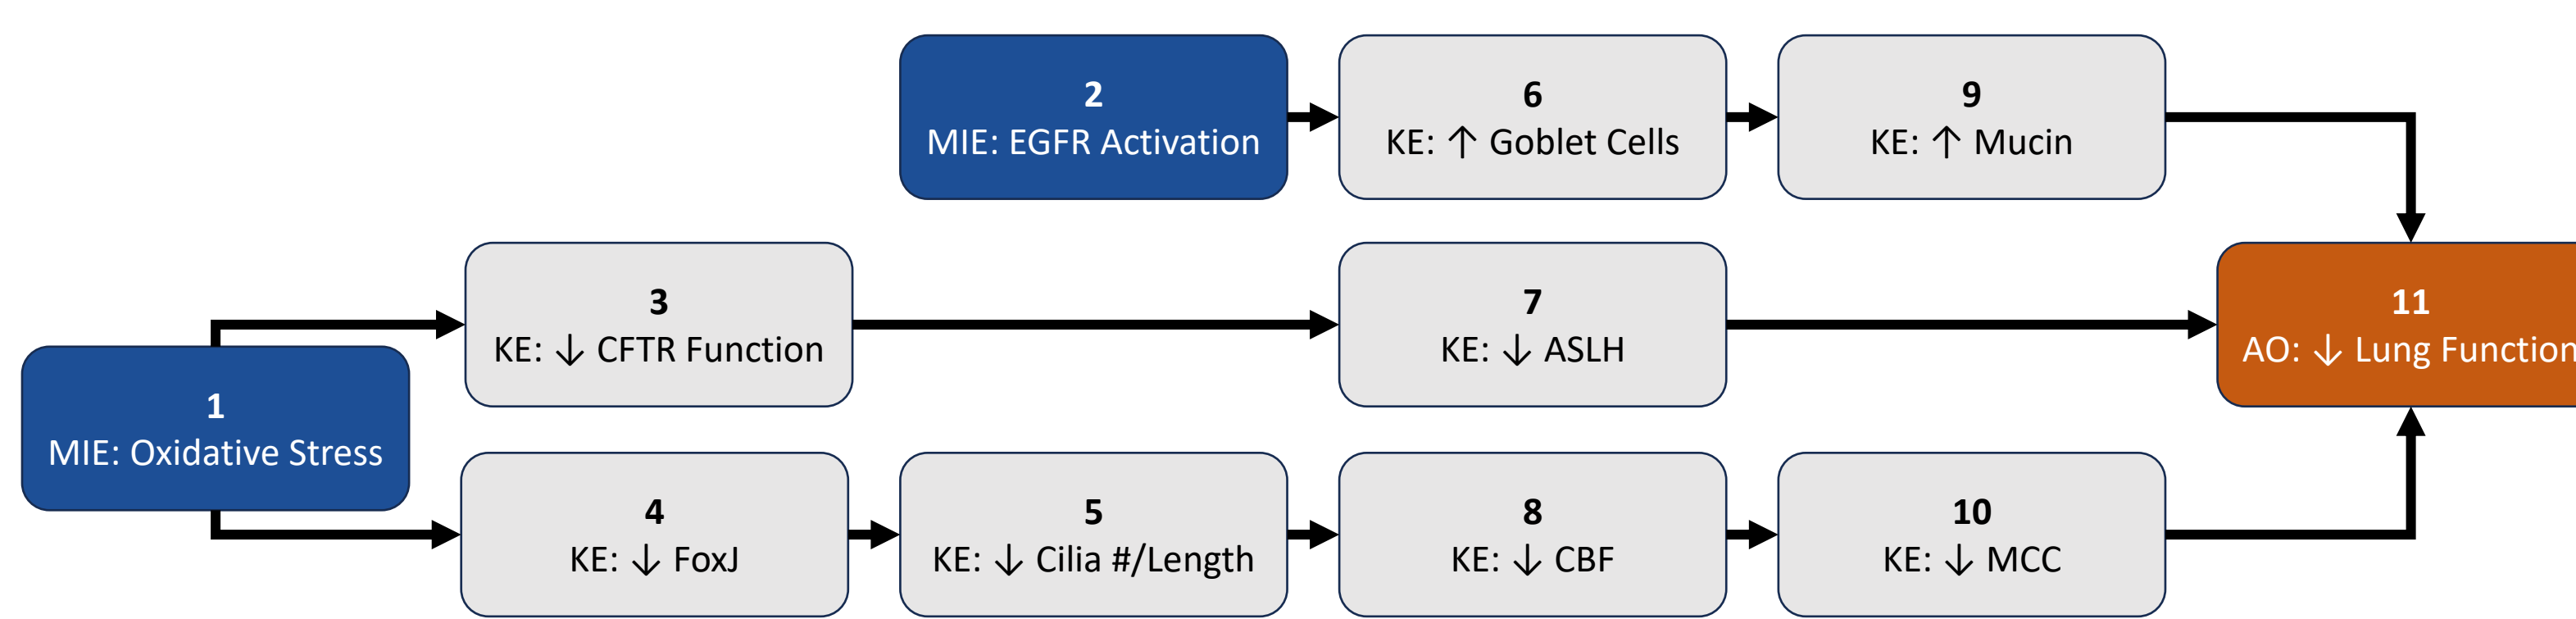 2
MIE: EGFR Activation
6
KE: ↑ Goblet Cells
9
KE: ↑ Mucin
3
KE: ↓ CFTR Function
7
KE: ↓ ASLH
11
AO: ↓ Lung Function
1
MIE: Oxidative Stress
4
KE: ↓ FoxJ
5
KE: ↓ Cilia #/Length
8
KE: ↓ CBF
10
KE: ↓ MCC